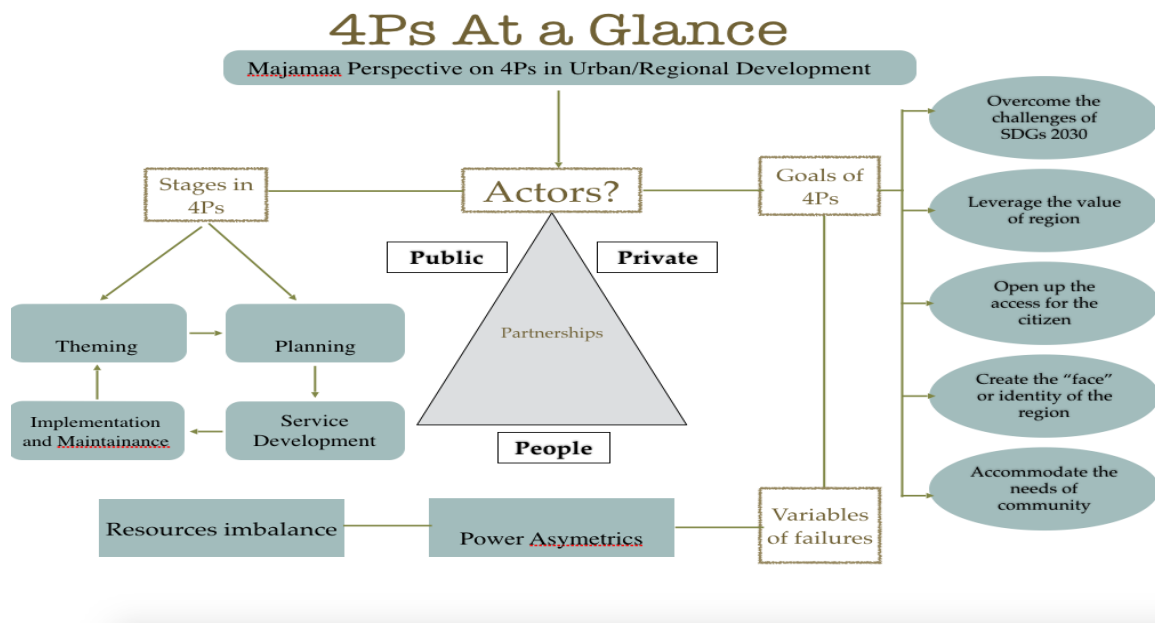 4Ps At a Glance
Majamaa Perspective on 4Ps in Urban/Regional Development
Stages in
4Ps
Actors?
Goals of
4Ps
Public
Private
Partnerships
People
Theming
Planning
Implementation
and Maintainance
Service
Development
Overcome the
challenges of
SDGs 2030
Leverage the value
of region
Open up the
access for the
citizen
Create the “face”
or identity of the
region
Accommodate the
needs of
community
Resources imbalance
Power Asymetrics
Variables
of failures